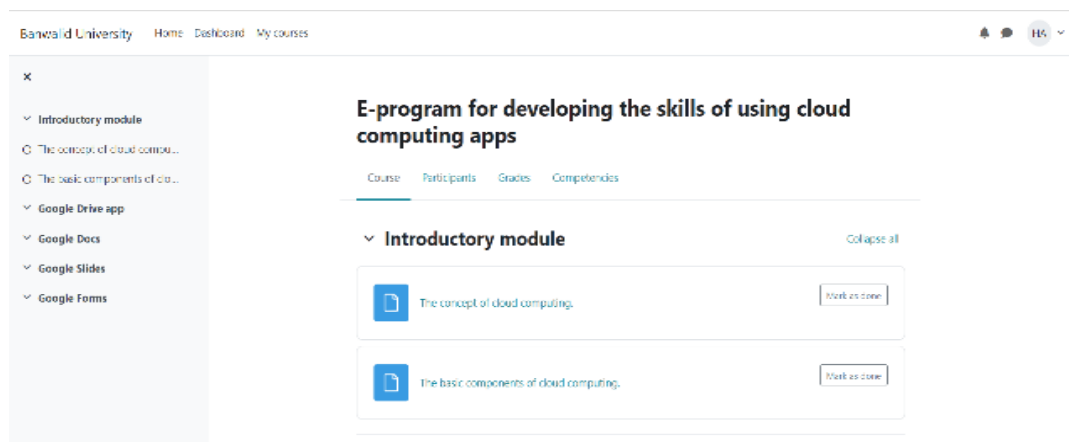 Banwalid University Home Dashboard My courses
HA
Introductory module
The concept of cloud compu...
The basic components of clo...
Google Drive app
Google Docs
Google Slides
Google Forms
E-program for developing the skills of using cloud
computing apps
Course Participants Grades Competencies
Introductory module
Collapse all
The concept of cloud computing.
Mark as done
The basic components of cloud computing.
Mark as done